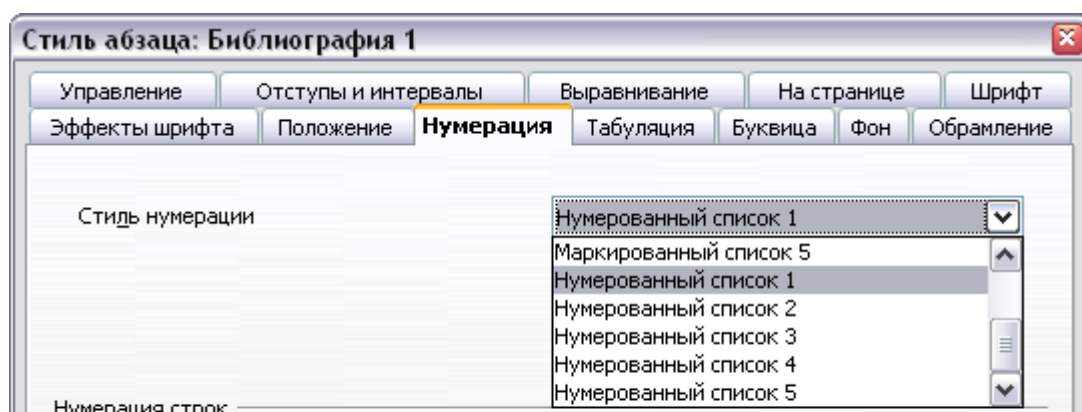 Стиль абзаца: Библиография 1
Управление Отступы и интервалы Выравнивание На странице Шрифт
Эффекты шрифта Положение Нумерация Табуляция Буквица Фон Обрамление
Стиль нумерации Нумерованный список 1
Маркированный список 5
Нумерованный список 1
Нумерованный список 2
Нумерованный список 3
Нумерованный список 4
Нумерованный список 5
Нумерация строк